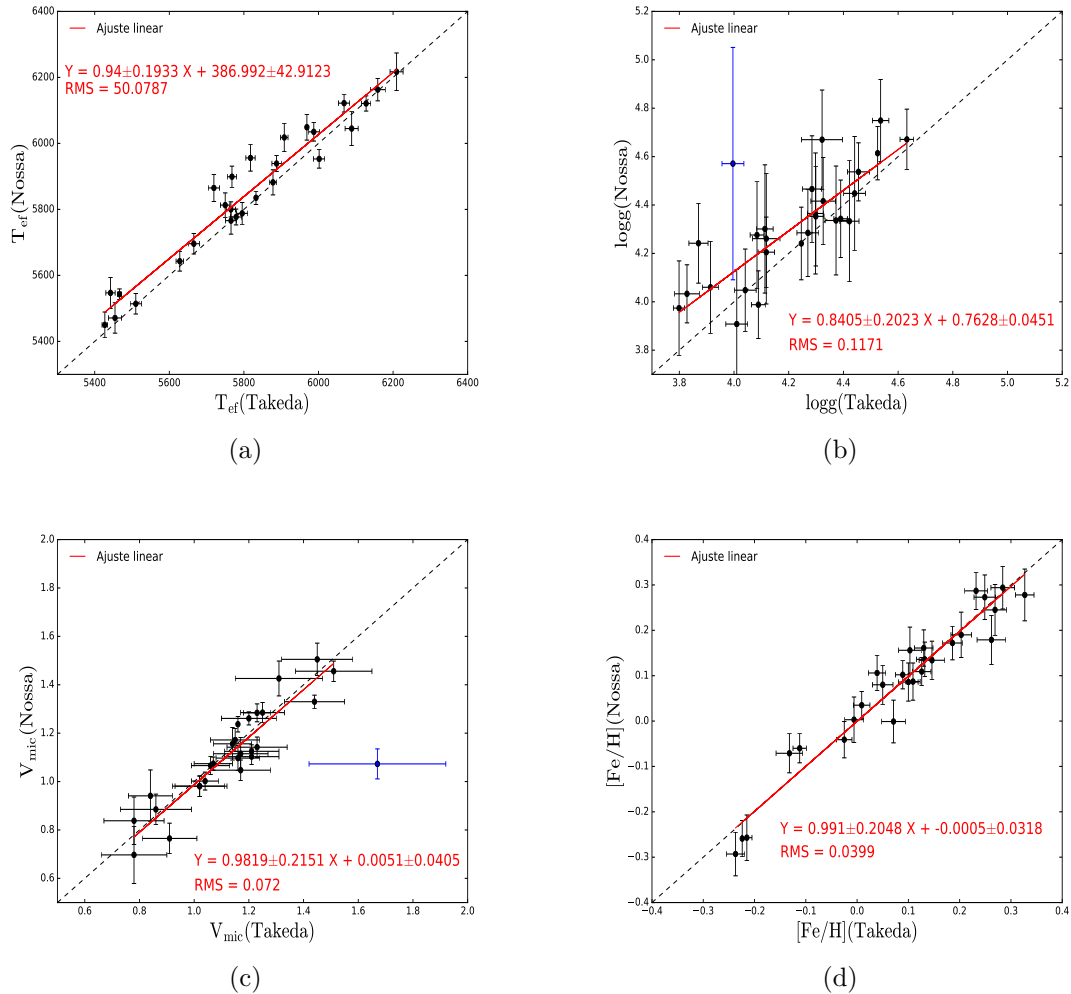 Ajuste linear
Y = 0.94±0.1933 X + 386.992±42.9123
RMS = 50.0787
6400
6200
6000
5800
5600
5400
5400 5600 5800 6000 6200 6400
T_ef(Nossa)
T_ef(Takeda)
(a)
Ajuste linear
5.2
5.0
4.8
4.6
4.4
4.2
4.0
3.8
Y = 0.8405±0.2023 X + 0.7628±0.0451
RMS = 0.1171
3.8 4.0 4.2 4.4 4.6 4.8 5.0 5.2
logg(Nossa)
logg(Takeda)
(b)
Ajuste linear
2.0
1.8
1.6
1.4
1.2
1.0
0.8
0.6
Y = 0.9819±0.2151 X + 0.0051±0.0405
RMS = 0.072
0.6 0.8 1.0 1.2 1.4 1.6 1.8 2.0
V_mic(Nossa)
V_mic(Takeda)
(c)
Ajuste linear
0.4
0.3
0.2
0.1
0.0
−0.1
−0.2
−0.3
−0.4
Y = 0.991±0.2048 X + -0.0005±0.0318
RMS = 0.0399
−0.4 −0.3 −0.2 −0.1 0.0 0.1 0.2 0.3 0.4
[Fe/H](Nossa)
[Fe/H](Takeda)
(d)